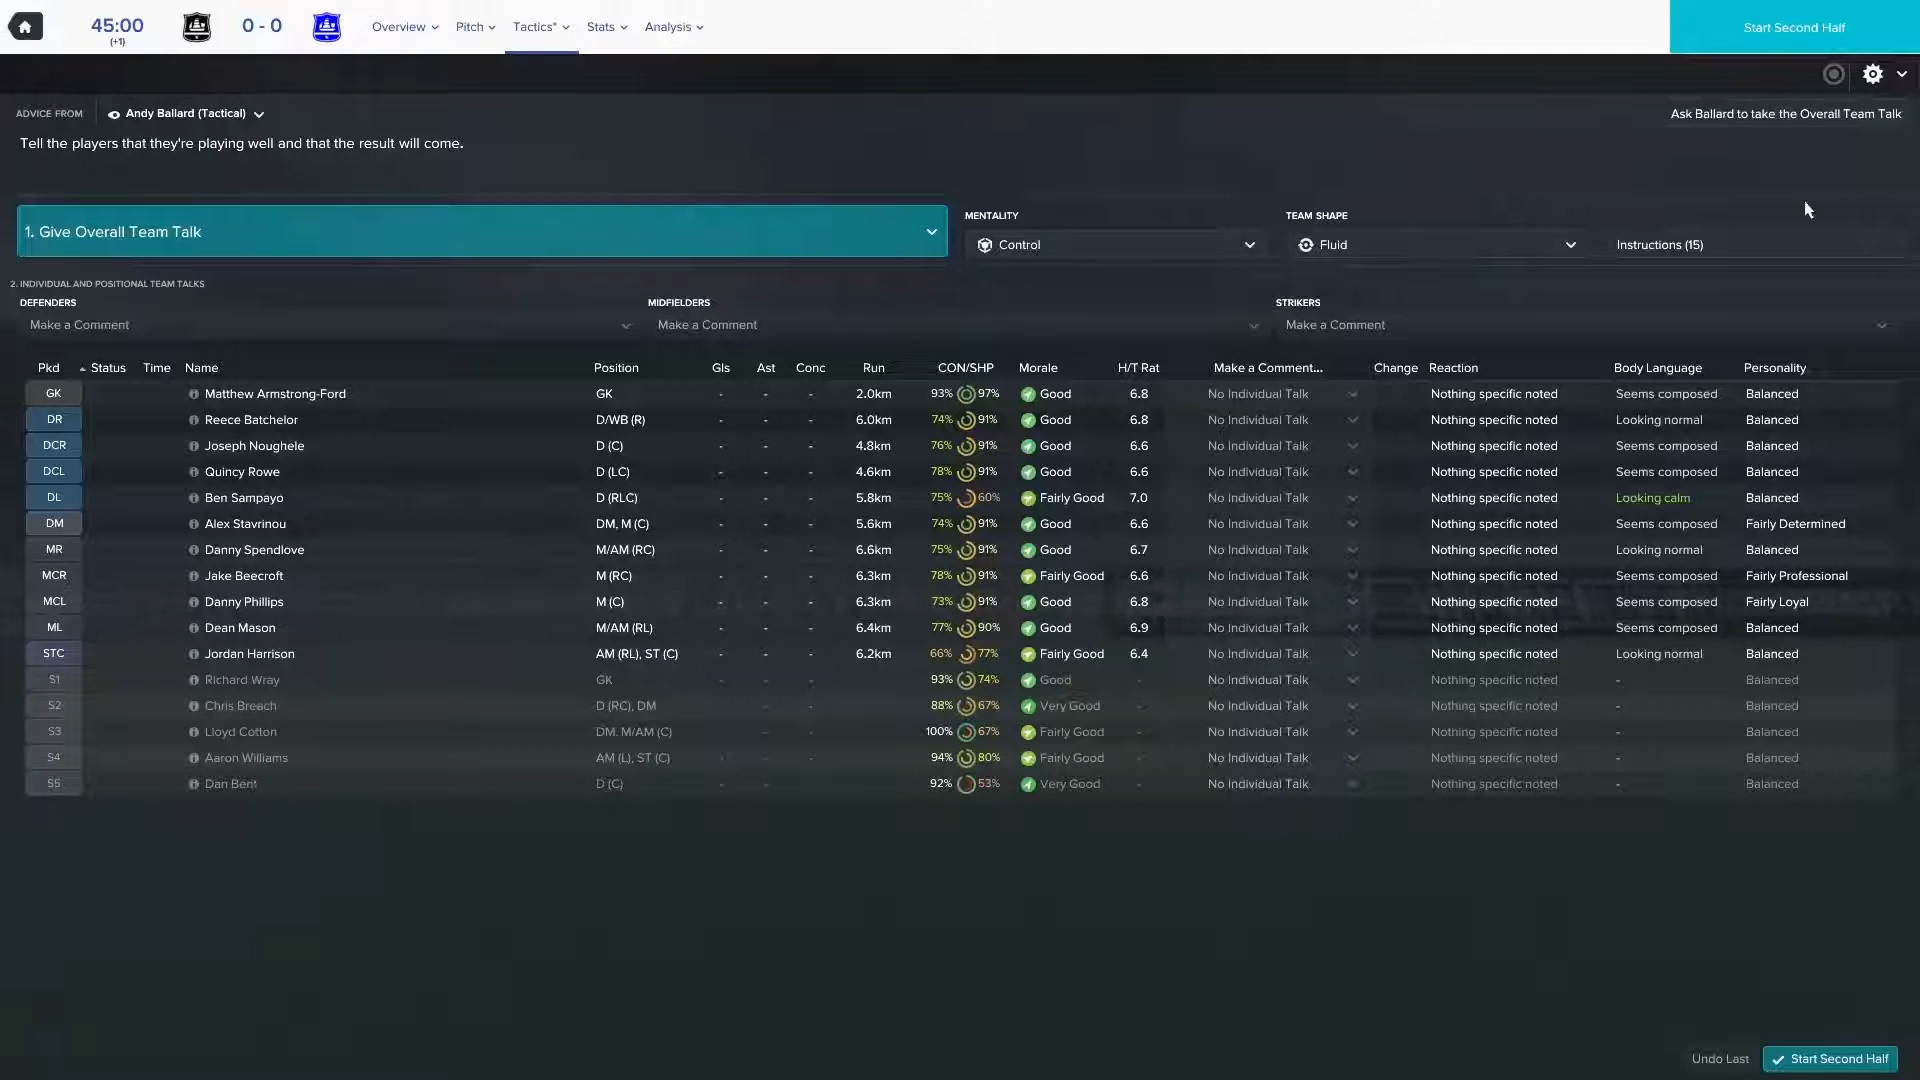 45:00
(+1)
0 - 0
Overview
Pitch
Tactics*
Stats
Analysis
Start Second Half
ADVICE FROM
Andy Ballard (Tactical)
Ask Ballard to take the Overall Team Talk
Tell the players that they're playing well and that the result will come.
1. Give Overall Team Talk
MENTALITY
Control
TEAM SHAPE
Fluid
Instructions (15)
2. INDIVIDUAL AND POSITIONAL TEAM TALKS
DEFENDERS MIDFIELDERS STRIKERS
Make a Comment Make a Comment Make a Comment
Pkd Status Time Name Position Gls Ast Conc Run CON/SHP Morale H/T Rat Make a Comment... Change Reaction Body Language Personality
GK Matthew Armstrong-Ford GK - - - 2.0km 93% 97% Good 6.8 No Individual Talk Nothing specific noted Seems composed Balanced
DR Reece Batchelor D/WB (R) - - - 6.0km 74% 91% Good 6.8 No Individual Talk Nothing specific noted Looking normal Balanced
DCR Joseph Noughele D (C) - - - 4.8km 76% 91% Good 6.6 No Individual Talk Nothing specific noted Seems composed Balanced
DCL Quincy Rowe D (LC) - - - 4.6km 78% 91% Good 6.6 No Individual Talk Nothing specific noted Seems composed Balanced
DL Ben Sampayo D (RLC) - - - 5.8km 75% 60% Fairly Good 7.0 No Individual Talk Nothing specific noted Looking calm Balanced
DM Alex Stavrinou DM, M (C) - - - 5.6km 74% 91% Good 6.6 No Individual Talk Nothing specific noted Seems composed Fairly Determined
MR Danny Spendlove M/AM (RC) - - - 6.6km 75% 91% Good 6.7 No Individual Talk Nothing specific noted Looking normal Balanced
MCR Jake Beecroft M (RC) - - - 6.3km 78% 91% Fairly Good 6.6 No Individual Talk Nothing specific noted Seems composed Fairly Professional
MCL Danny Phillips M (C) - - - 6.3km 73% 91% Good 6.8 No Individual Talk Nothing specific noted Seems composed Fairly Loyal
ML Dean Mason M/AM (RL) - - - 6.4km 77% 90% Good 6.9 No Individual Talk Nothing specific noted Seems composed Balanced
STC Jordan Harrison AM (RL), ST (C) - - - 6.2km 66% 77% Fairly Good 6.4 No Individual Talk Nothing specific noted Looking normal Balanced
S1 Richard Wray GK - - - 93% 74% Good - No Individual Talk Nothing specific noted - Balanced
S2 Chris Breach D (RC), DM - - - 88% 67% Very Good - No Individual Talk Nothing specific noted - Balanced
S3 Lloyd Cotton DM, M/AM (C) - - - 100% 67% Fairly Good - No Individual Talk Nothing specific noted - Balanced
S4 Aaron Williams AM (L), ST (C) - - - 94% 80% Fairly Good - No Individual Talk Nothing specific noted - Balanced
S5 Dan Bent D (C) - - - 92% 53% Very Good - No Individual Talk Nothing specific noted - Balanced
Undo Last
Start Second Half